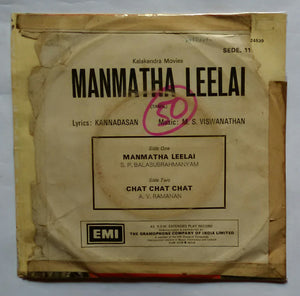 SEDE. 11
Kalakendra Movies
MANMATHA LEELAI
50
Lyrics: KANNADASAN Music: M. S. VISWANATHAN
Side One
MANMATHA LEELAI
S. P. BALASUBRAHMANYAM
Side Two
CHAT CHAT CHAT
A. V. RAMANAN
EMI
THE GRAMOPHONE COMPANY OF INDIA LIMITED